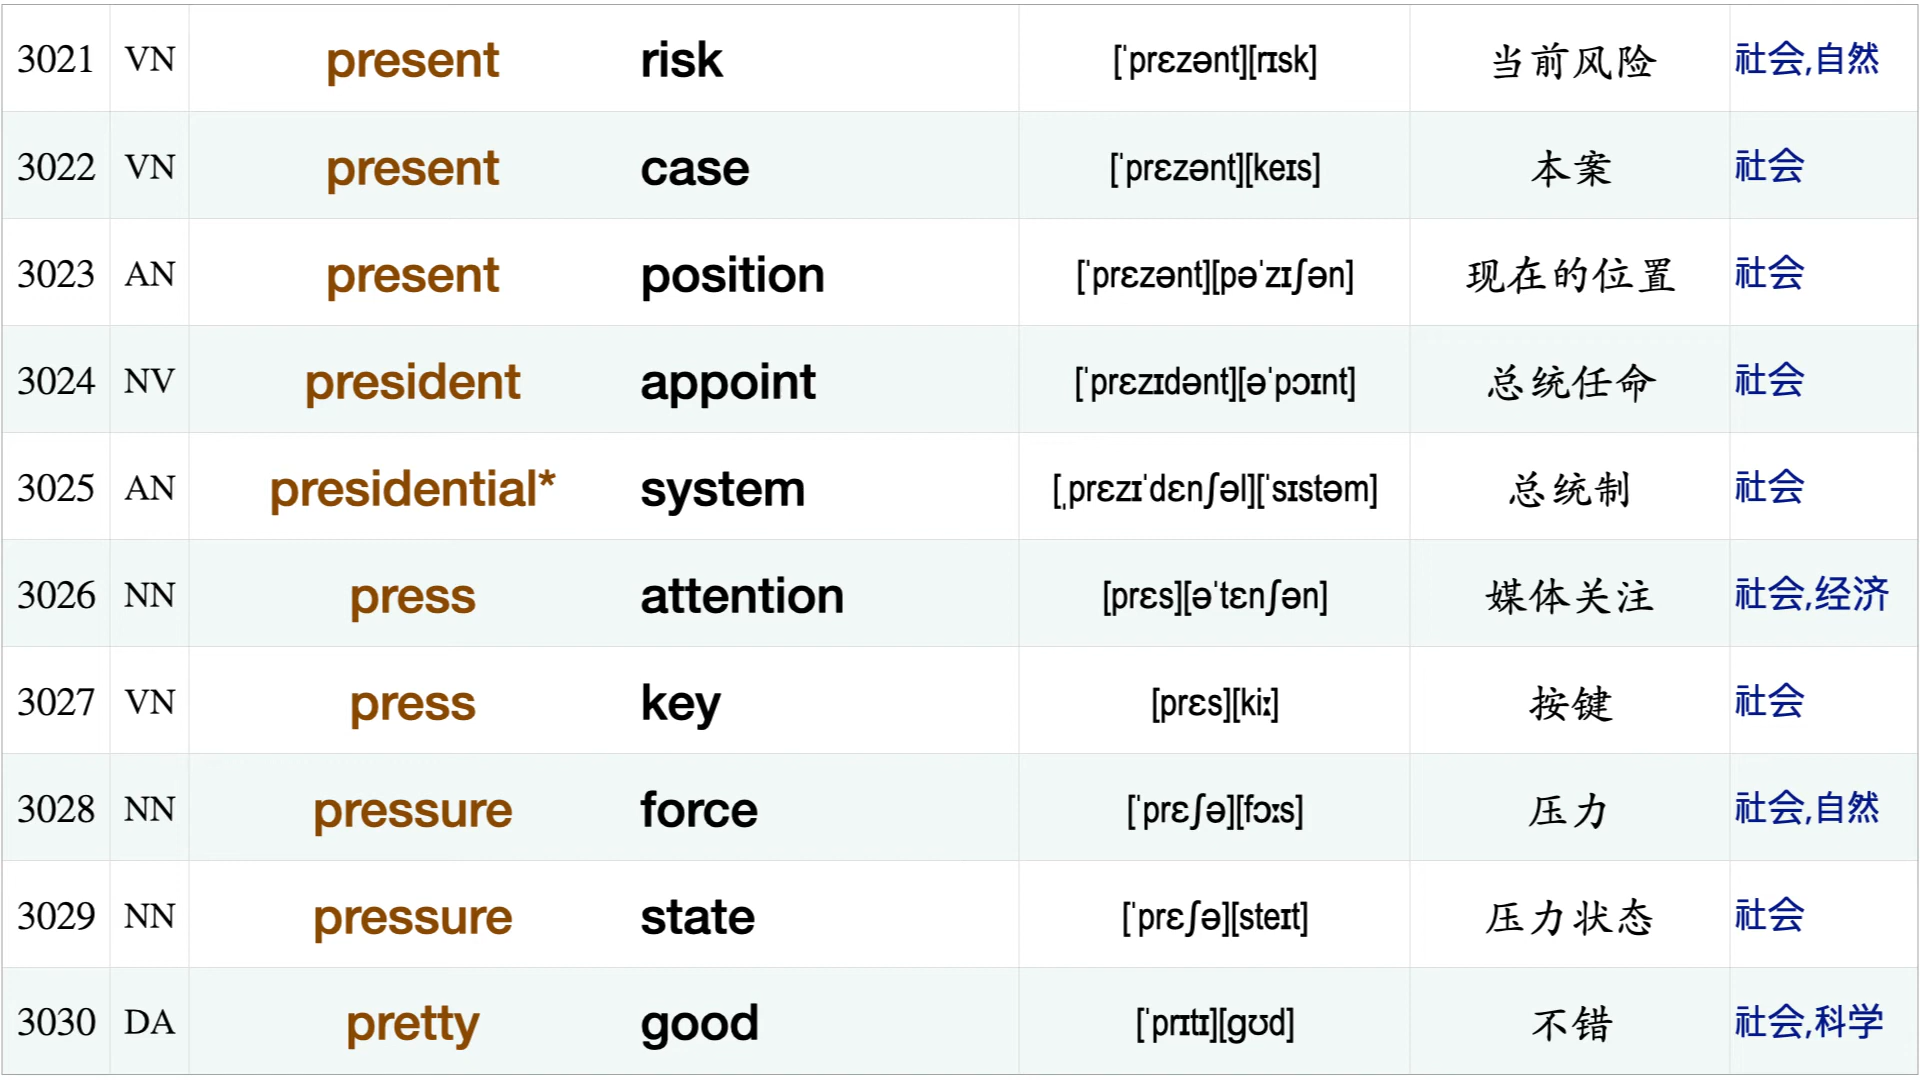 3021 VN present risk [ˈprɛzənt][rɪsk] 当前风险 社会,自然
3022 VN present case [ˈprɛzənt][keɪs] 本案 社会
3023 AN present position [ˈprɛzənt][pəˈzɪʃən] 现在的位置 社会
3024 NV president appoint [ˈprɛzɪdənt][əˈpɔɪnt] 总统任命 社会
3025 AN presidential* system [ˌprɛzɪˈdɛnʃəl][ˈsɪstəm] 总统制 社会
3026 NN press attention [prɛs][əˈtɛnʃən] 媒体关注 社会,经济
3027 VN press key [prɛs][kiː] 按键 社会
3028 NN pressure force [ˈprɛʃə][fɔːs] 压力 社会,自然
3029 NN pressure state [ˈprɛʃə][steɪt] 压力状态 社会
3030 DA pretty good [ˈprɪtɪ][ɡʊd] 不错 社会,科学